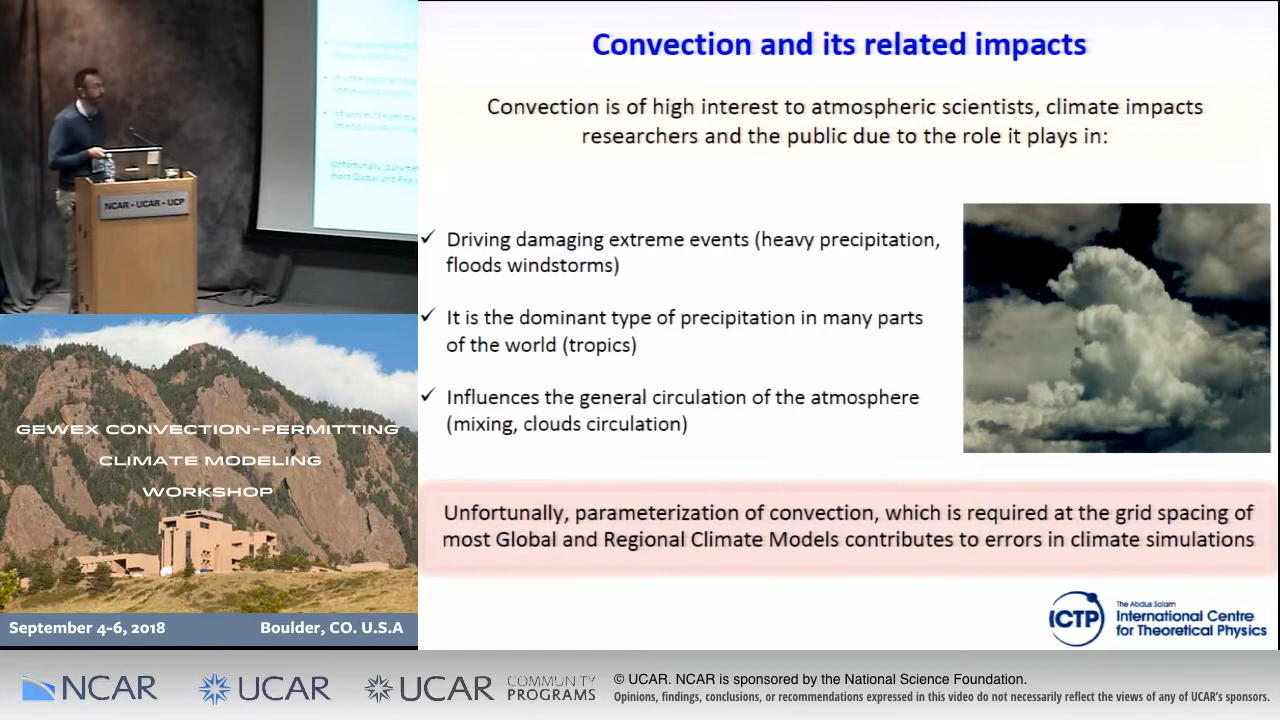 Convection and its related impacts
Convection is of high interest to atmospheric scientists, climate impacts
researchers and the public due to the role it plays in:
✓ Driving damaging extreme events (heavy precipitation,
floods windstorms)
✓ It is the dominant type of precipitation in many parts
of the world (tropics)
✓ Influences the general circulation of the atmosphere
(mixing, clouds circulation)
Unfortunally, parameterization of convection, which is required at the grid spacing of
most Global and Regional Climate Models contributes to errors in climate simulations
ICTP
The Abdus Salam
International Centre
for Theoretical Physics
NCAR • UCAR • UCP
GEWEX CONVECTION-PERMITTING
CLIMATE MODELING
WORKSHOP
September 4-6, 2018
Boulder, CO. U.S.A
NCAR
UCAR
UCAR
COMMUNITY
PROGRAMS
© UCAR. NCAR is sponsored by the National Science Foundation.
Opinions, findings, conclusions, or recommendations expressed in this video do not necessarily reflect the views of any of UCAR's sponsors.